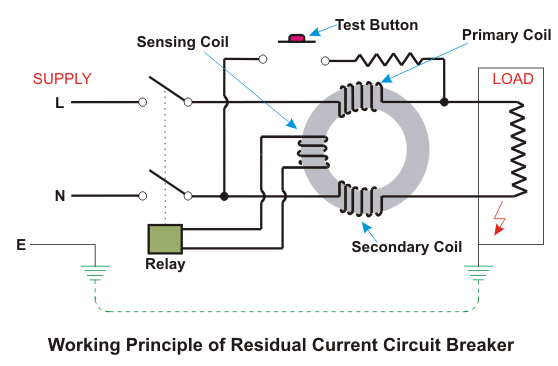 Test Button
Sensing Coil
Primary Coil
SUPPLY
LOAD
L
N
E
Relay
Secondary Coil
Working Principle of Residual Current Circuit Breaker